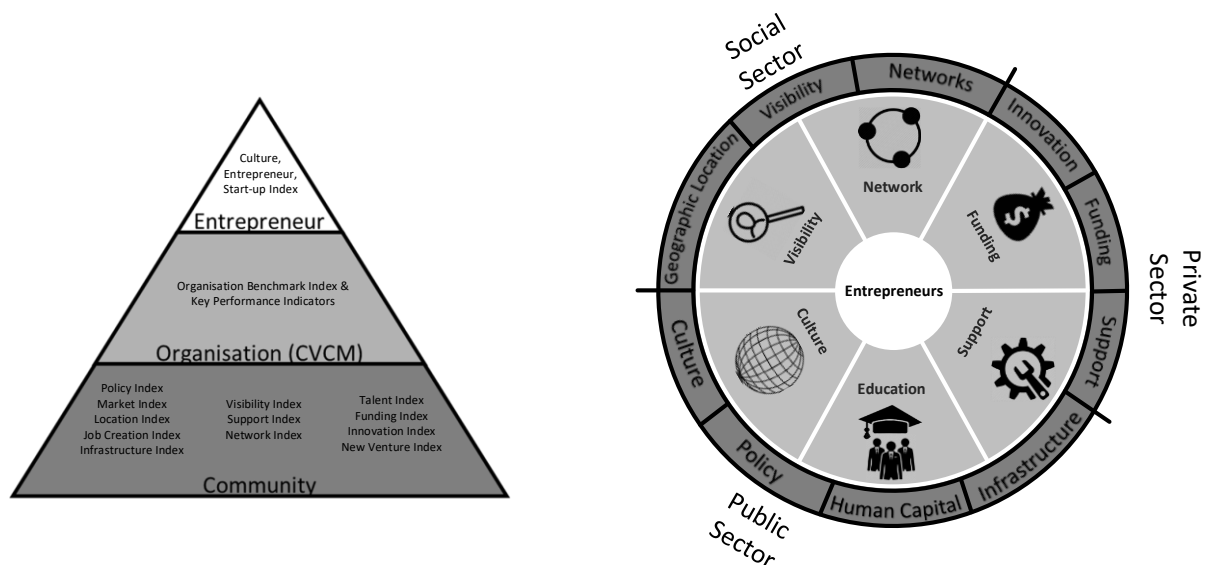 Culture,
Entrepreneur,
Start-up Index
Entrepreneur
Organisation Benchmark Index &
Key Performance Indicators
Organisation (CVCM)
Policy Index
Market Index
Location Index
Job Creation Index
Infrastructure Index
Visibility Index
Support Index
Network Index
Talent Index
Funding Index
Innovation Index
New Venture Index
Community
Social
Sector
Private
Sector
Public
Sector
Geographic Location
Visibility
Networks
Innovation
Funding
Support
Infrastructure
Human Capital
Policy
Culture
Network
Funding
Support
Education
Culture
Visibility
Entrepreneurs
$